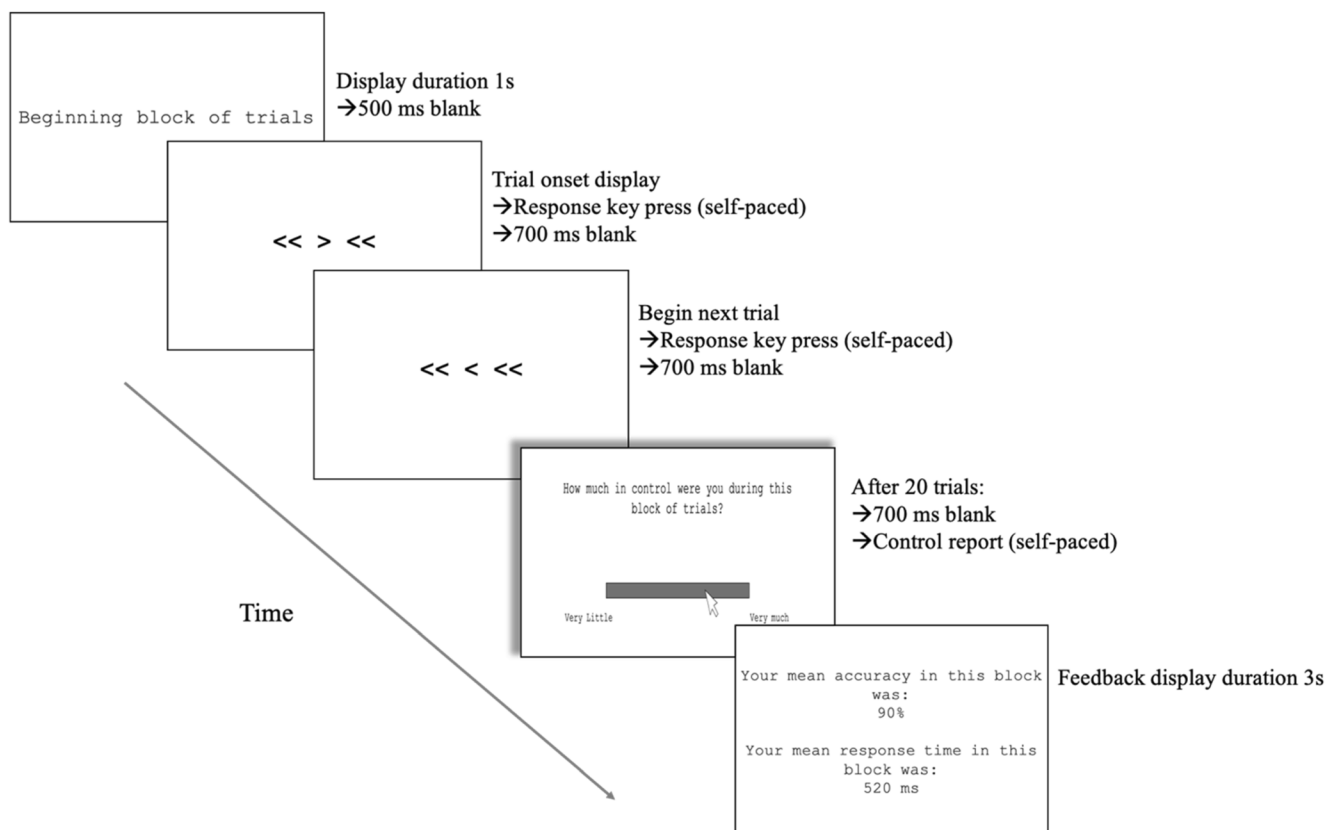 Beginning block of trials
Display duration 1s
→500 ms blank
<< > <<
Trial onset display
→Response key press (self-paced)
→700 ms blank
<< < <<
Begin next trial
→Response key press (self-paced)
→700 ms blank
How much in control were you during this
block of trials?
Very Little
Very much
After 20 trials:
→700 ms blank
→Control report (self-paced)
Time
Your mean accuracy in this block
was:
90%
Your mean response time in this
block was:
520 ms
Feedback display duration 3s